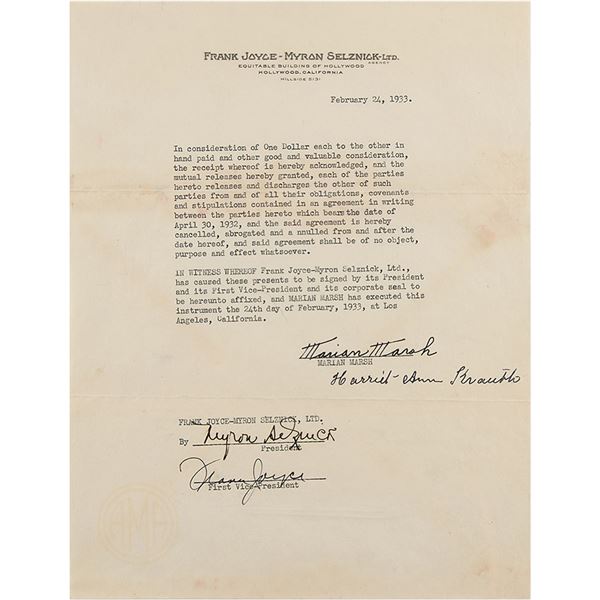 FRANK JOYCE - MYRON SELZNICK-LTD.
AGENCY
EQUITABLE BUILDING OF HOLLYWOOD
HOLLYWOOD, CALIFORNIA
HILLSIDE 5131
February 24, 1933.
In consideration of One Dollar each to the other in
hand paid and other good and valuable consideration,
the receipt whereof is hereby acknowledged, and the
mutual releases hereby granted, each of the parties
hereto releases and discharges the other of such
parties from and of all their obligations, covenants
and stipulations contained in an agreement in writing
between the parties hereto which bears the date of
April 30, 1932, and the said agreement is hereby
cancelled, abrogated and a nnulled from and after the
date hereof, and said agreement shall be of no object,
purpose and effect whatsoever.
IN WITNESS WHEREOF Frank Joyce-Myron Selznick, Ltd.,
has caused these presents to be signed by its President
and its First Vice-President and its corporate seal to
be hereunto affixed, and MARIAN MARSH has executed this
instrument the 24th day of February, 1933, at Los
Angeles, California.
Marian Marsh
MARIAN MARSH
Harriet Ann Krauth
FRANK JOYCE-MYRON SELZNICK, LTD.
By Myron Selznick
President
Frank Joyce
First Vice-President